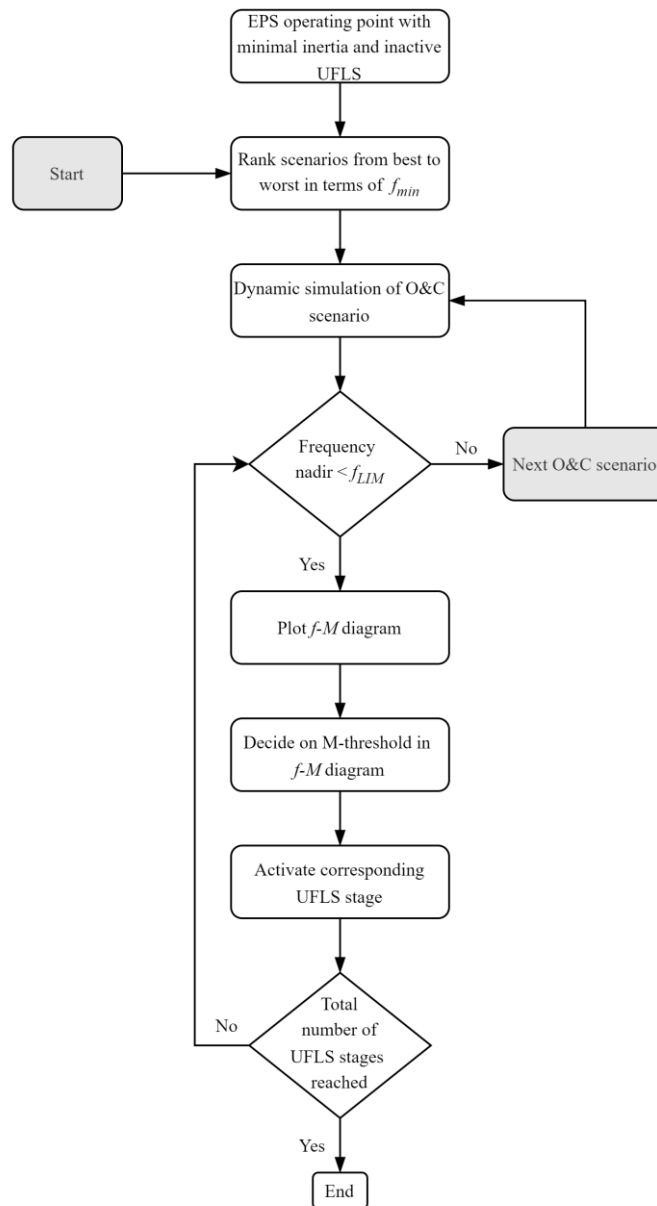 EPS operating point with
minimal inertia and inactive
UFLS
Start
Rank scenarios from best to
worst in terms of f_min
Dynamic simulation of O&C
scenario
Frequency
nadir < f_LIM
No
Next O&C scenario
Yes
Plot f-M diagram
Decide on M-threshold in
f-M diagram
Activate corresponding
UFLS stage
Total
number of
UFLS stages
reached
No
Yes
End